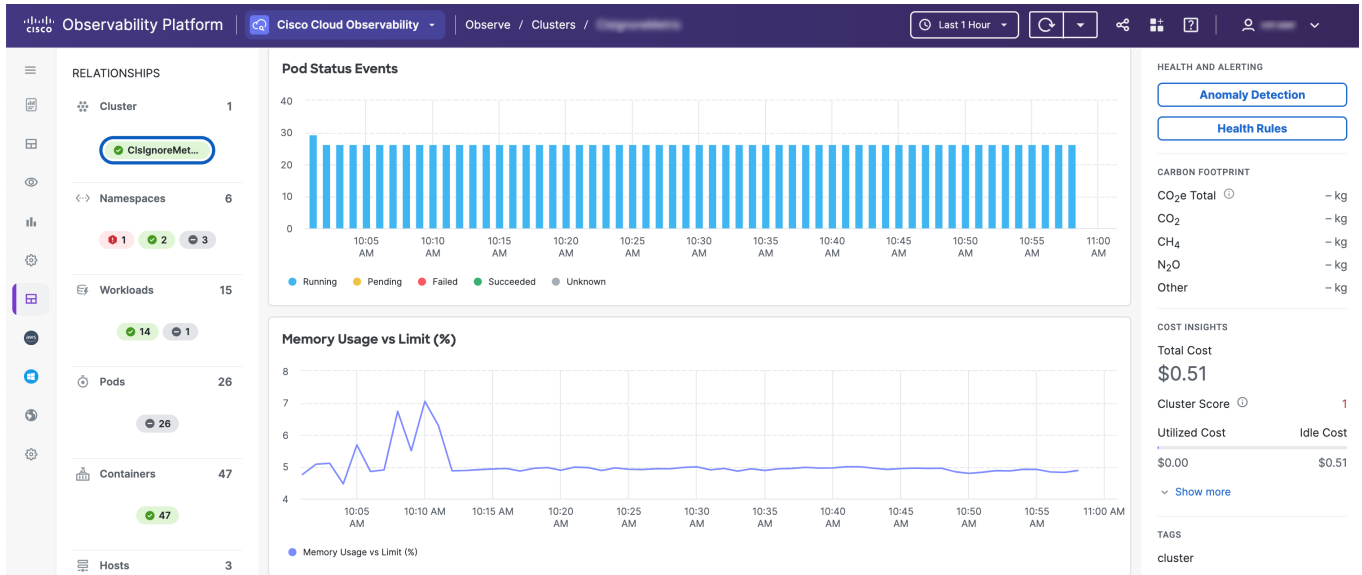 cisco Observability Platform
Cisco Cloud Observability
Observe / Clusters /
Last 1 Hour
RELATIONSHIPS
Cluster 1
ClsIgnoreMet...
Namespaces 6
1 2 3
Workloads 15
14 1
Pods 26
26
Containers 47
47
Hosts 3
aws
Pod Status Events
40
30
20
10
0
10:05 AM 10:10 AM 10:15 AM 10:20 AM 10:25 AM 10:30 AM 10:35 AM 10:40 AM 10:45 AM 10:50 AM 10:55 AM 11:00 AM
Running Pending Failed Succeeded Unknown
Memory Usage vs Limit (%)
8
7
6
5
4
10:05 AM 10:10 AM 10:15 AM 10:20 AM 10:25 AM 10:30 AM 10:35 AM 10:40 AM 10:45 AM 10:50 AM 10:55 AM 11:00 AM
Memory Usage vs Limit (%)
HEALTH AND ALERTING
Anomaly Detection
Health Rules
CARBON FOOTPRINT
CO2e Total – kg
CO2 – kg
CH4 – kg
N2O – kg
Other – kg
COST INSIGHTS
Total Cost
$0.51
Cluster Score 1
Utilized Cost Idle Cost
$0.00 $0.51
Show more
TAGS
cluster